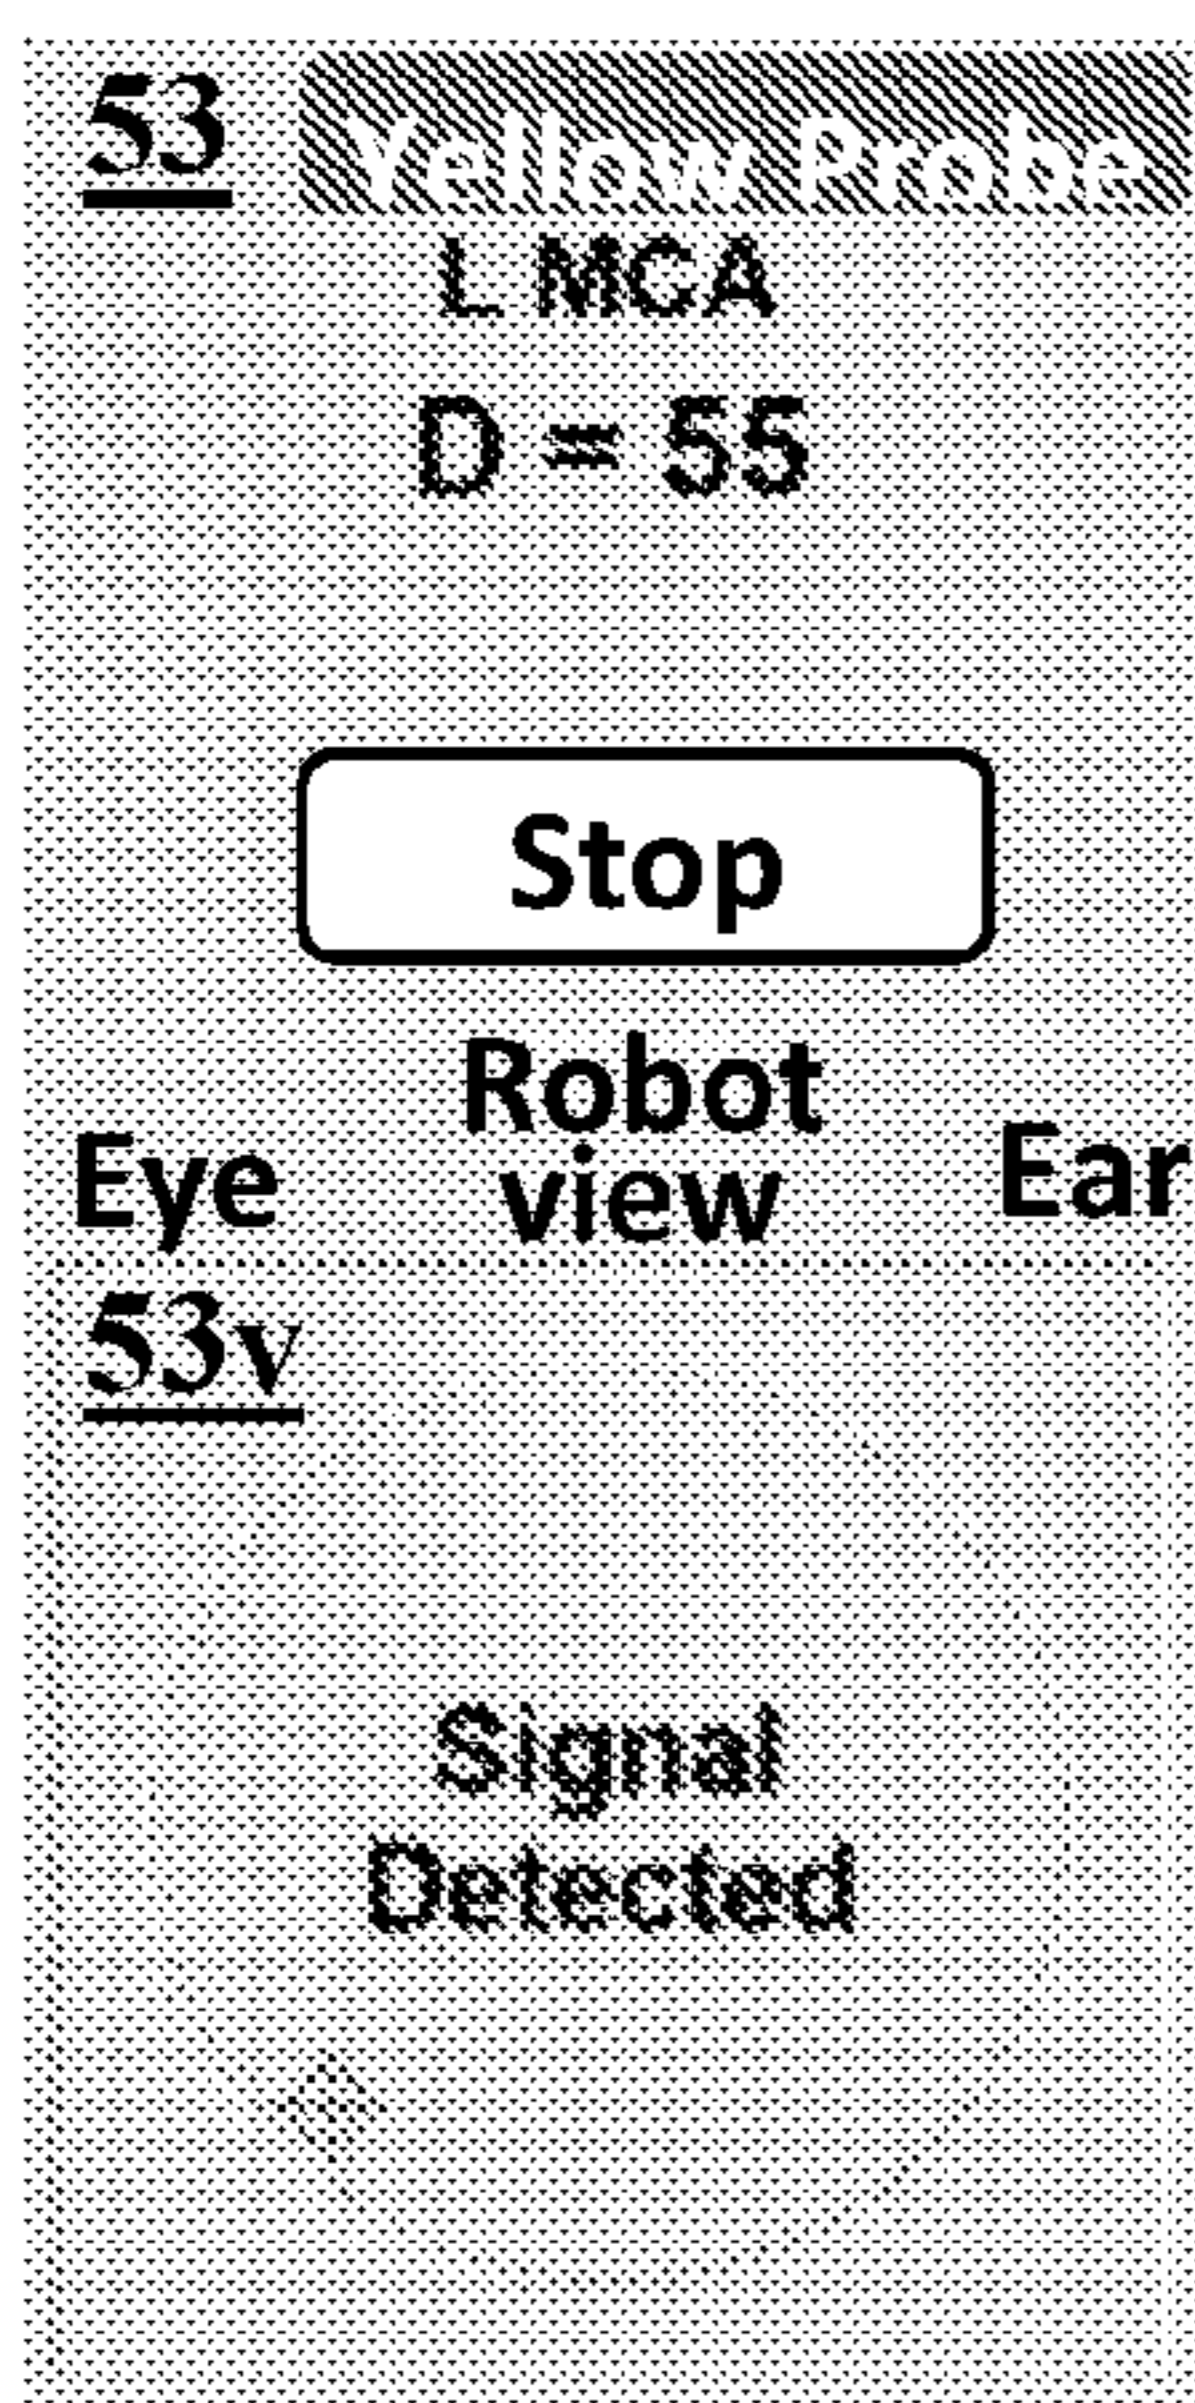 53 Yellow Probe
L MCA
D = 55
Stop
Robot
view
Eye Ear
53v
Signal
Detected